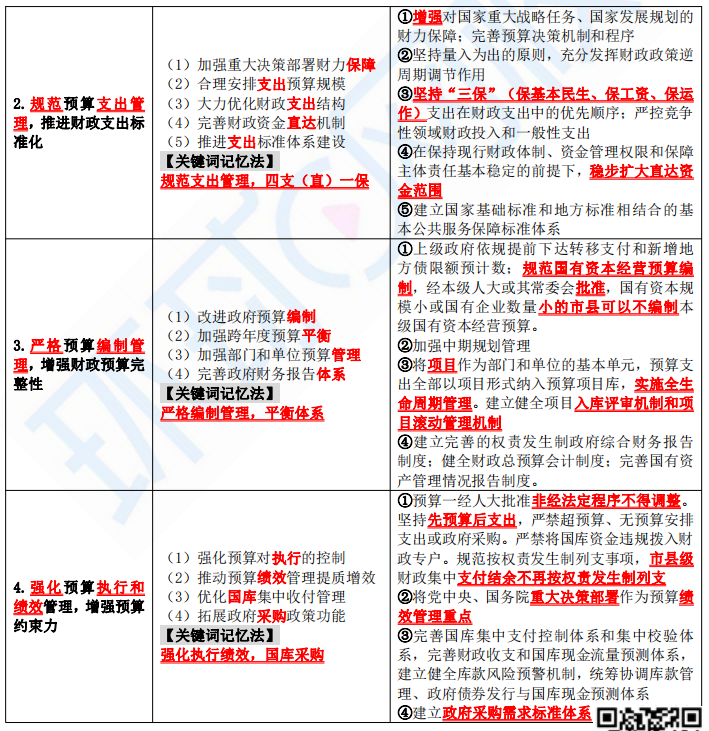 2. 规范预算支出管
理，推进财政支出标
准化
（1）加强重大决策部署财力保障
（2）合理安排支出预算规模
（3）大力优化财政支出结构
（4）完善财政资金直达机制
（5）推进支出标准体系建设
【关键词记忆法】
规范支出管理，四支（直）一保
①增强对国家重大战略任务、国家发展规划的
财力保障；完善预算决策机制和程序
②坚持量入为出的原则，充分发挥财政政策逆
周期调节作用
③坚持“三保”（保基本民生、保工资、保运
作）支出在财政支出中的优先顺序；严控竞争
性领域财政投入和一般性支出
④在保持现行财政体制、资金管理权限和保障
主体责任基本稳定的前提下，稳步扩大直达资
金范围
⑤建立国家基础标准和地方标准相结合的基
本公共服务保障标准体系
3. 严格预算编制管
理，增强财政预算完
整性
（1）改进政府预算编制
（2）加强跨年度预算平衡
（3）加强部门和单位预算管理
（4）完善政府财务报告体系
【关键词记忆法】
严格编制管理，平衡体系
①上级政府依规提前下达转移支付和新增地
方债限额预计数；规范国有资本经营预算编
制，经本级人大或其常委会批准，国有资本规
模小或国有企业数量小的市县可以不编制本
级国有资本经营预算。
②加强中期规划管理
③将项目作为部门和单位的基本单元，预算支
出全部以项目形式纳入预算项目库，实施全生
命周期管理。建立健全项目入库评审机制和项
目滚动管理机制
④建立完善的权责发生制政府综合财务报告
制度；健全财政总预算会计制度；完善国有资
产管理情况报告制度。
4. 强化预算执行和
绩效管理，增强预算
约束力
（1）强化预算对执行的控制
（2）推动预算绩效管理提质增效
（3）优化国库集中收付管理
（4）拓展政府采购政策功能
【关键词记忆法】
强化执行绩效，国库采购
①预算一经人大批准非经法定程序不得调整。
坚持先预算后支出，严禁超预算、无预算安排
支出或政府采购。严禁将国库资金违规拨入财
政专户。规范按权责发生制列支事项，市县级
财政集中支付结余不再按权责发生制列支
②将党中央、国务院重大决策部署作为预算绩
效管理重点
③完善国库集中支付控制体系和集中校验体
系，完善财政收支和国库现金流量预测体系，
建立健全库款风险预警机制，统筹协调库款管
理、政府债券发行与国库现金预测体系
④建立政府采购需求标准体系